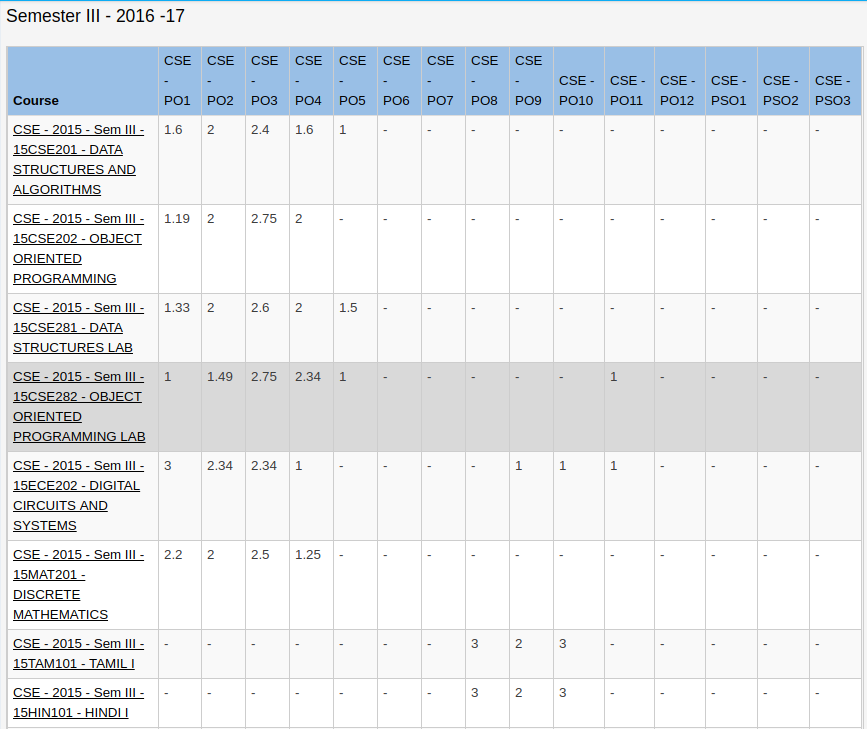 Semester III - 2016 -17
Course CSE - PO1 CSE - PO2 CSE - PO3 CSE - PO4 CSE - PO5 CSE - PO6 CSE - PO7 CSE - PO8 CSE - PO9 CSE - PO10 CSE - PO11 CSE - PO12 CSE - PSO1 CSE - PSO2 CSE - PSO3
CSE - 2015 - Sem III - 1.6 2 2.4 1.6 1 - - - - - - - - - -
15CSE201 - DATA
STRUCTURES AND
ALGORITHMS
CSE - 2015 - Sem III - 1.19 2 2.75 2 - - - - - - - - - - -
15CSE202 - OBJECT
ORIENTED
PROGRAMMING
CSE - 2015 - Sem III - 1.33 2 2.6 2 1.5 - - - - - - - - - -
15CSE281 - DATA
STRUCTURES LAB
CSE - 2015 - Sem III - 1 1.49 2.75 2.34 1 - - - - - 1 - - - -
15CSE282 - OBJECT
ORIENTED
PROGRAMMING LAB
CSE - 2015 - Sem III - 3 2.34 2.34 1 - - - - 1 1 1 - - - -
15ECE202 - DIGITAL
CIRCUITS AND
SYSTEMS
CSE - 2015 - Sem III - 2.2 2 2.5 1.25 - - - - - - - - - - -
15MAT201 -
DISCRETE
MATHEMATICS
CSE - 2015 - Sem III - - - - - - - - 3 2 3 - - - - -
15TAM101 - TAMIL I
CSE - 2015 - Sem III - - - - - - - - 3 2 3 - - - - -
15HIN101 - HINDI I